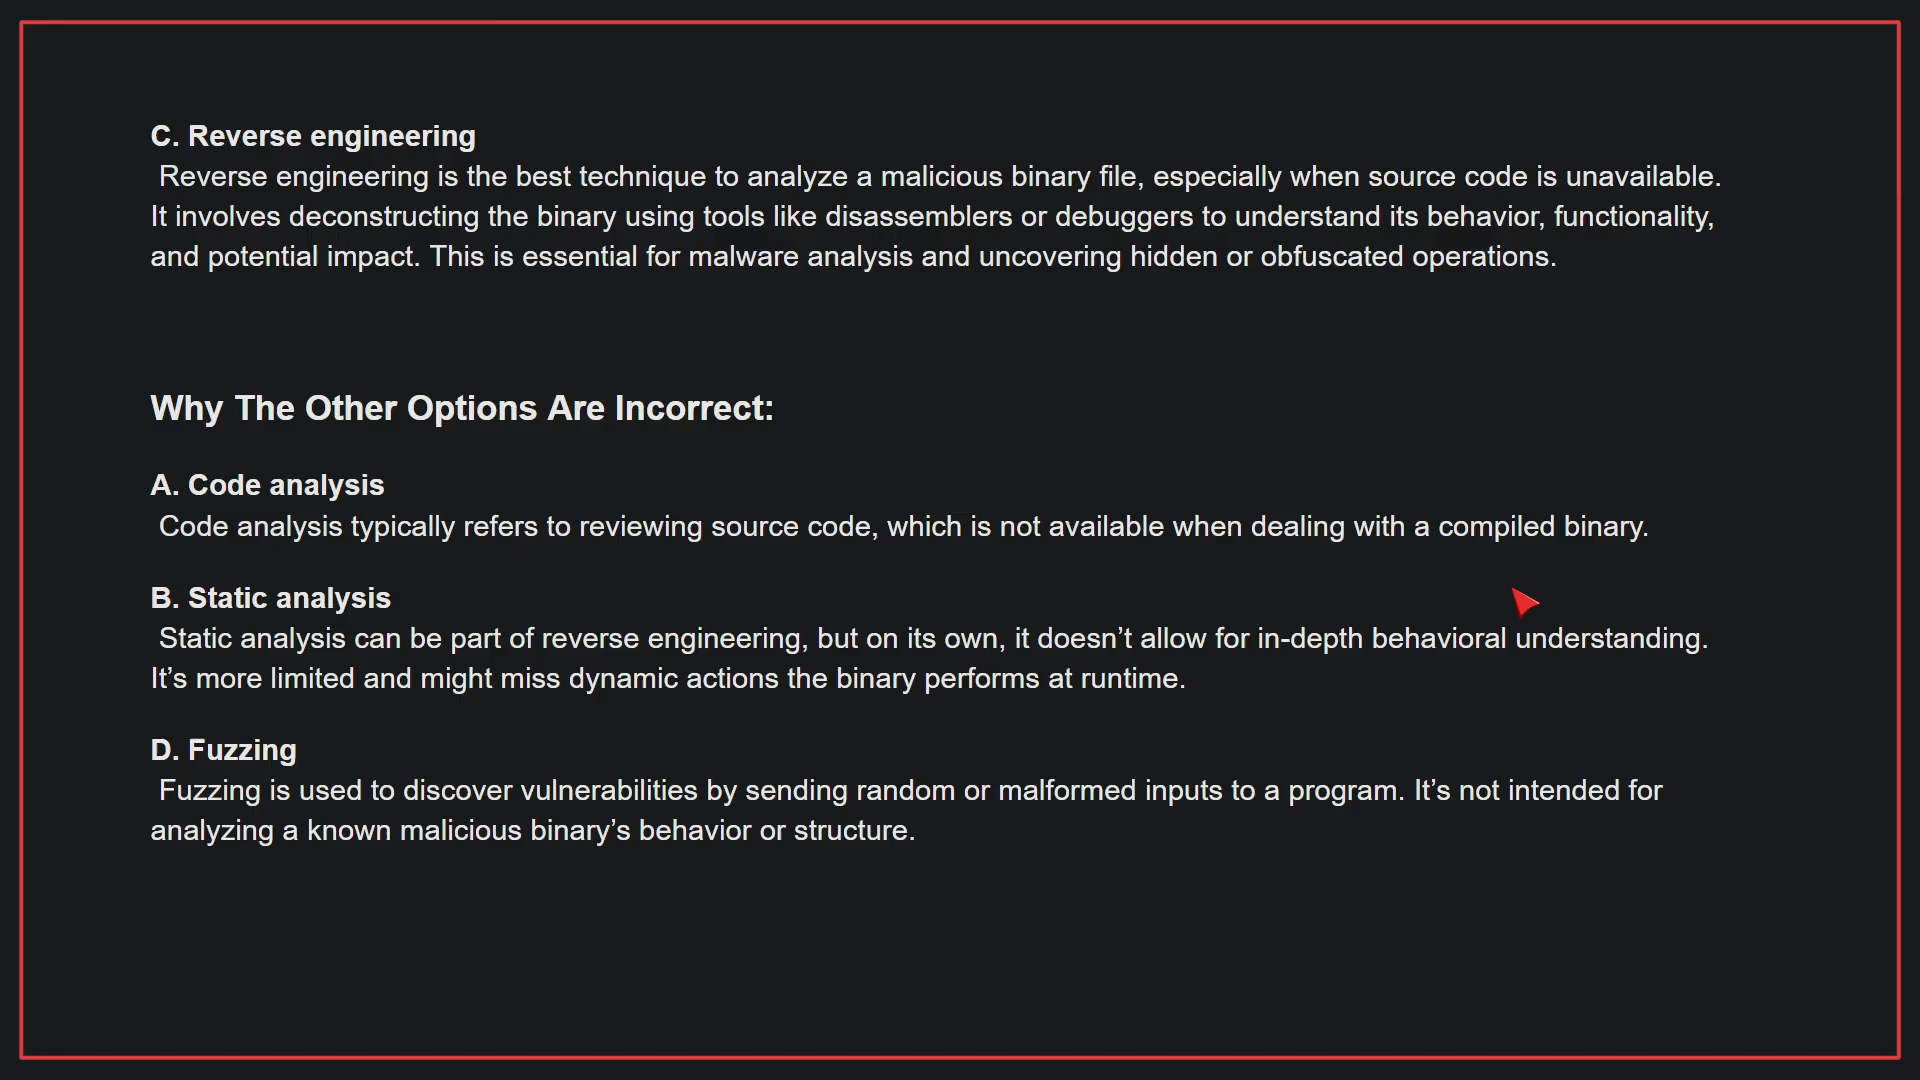 C. Reverse engineering
Reverse engineering is the best technique to analyze a malicious binary file, especially when source code is unavailable.
It involves deconstructing the binary using tools like disassemblers or debuggers to understand its behavior, functionality,
and potential impact. This is essential for malware analysis and uncovering hidden or obfuscated operations.
Why The Other Options Are Incorrect:
A. Code analysis
Code analysis typically refers to reviewing source code, which is not available when dealing with a compiled binary.
B. Static analysis
Static analysis can be part of reverse engineering, but on its own, it doesn’t allow for in-depth behavioral understanding.
It’s more limited and might miss dynamic actions the binary performs at runtime.
D. Fuzzing
Fuzzing is used to discover vulnerabilities by sending random or malformed inputs to a program. It’s not intended for
analyzing a known malicious binary’s behavior or structure.